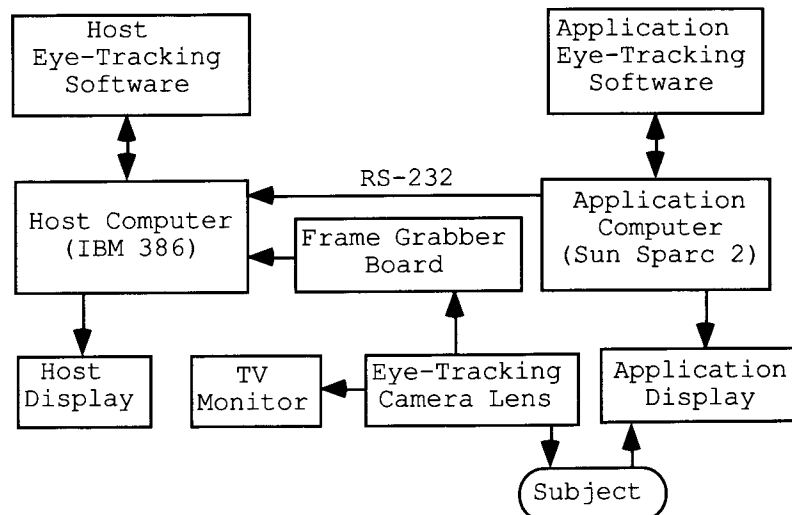 Host
Eye-Tracking
Software
Application
Eye-Tracking
Software
RS-232
Host Computer
(IBM 386)
Frame Grabber
Board
Application
Computer
(Sun Sparc 2)
Host
Display
TV
Monitor
Eye-Tracking
Camera Lens
Application
Display
Subject